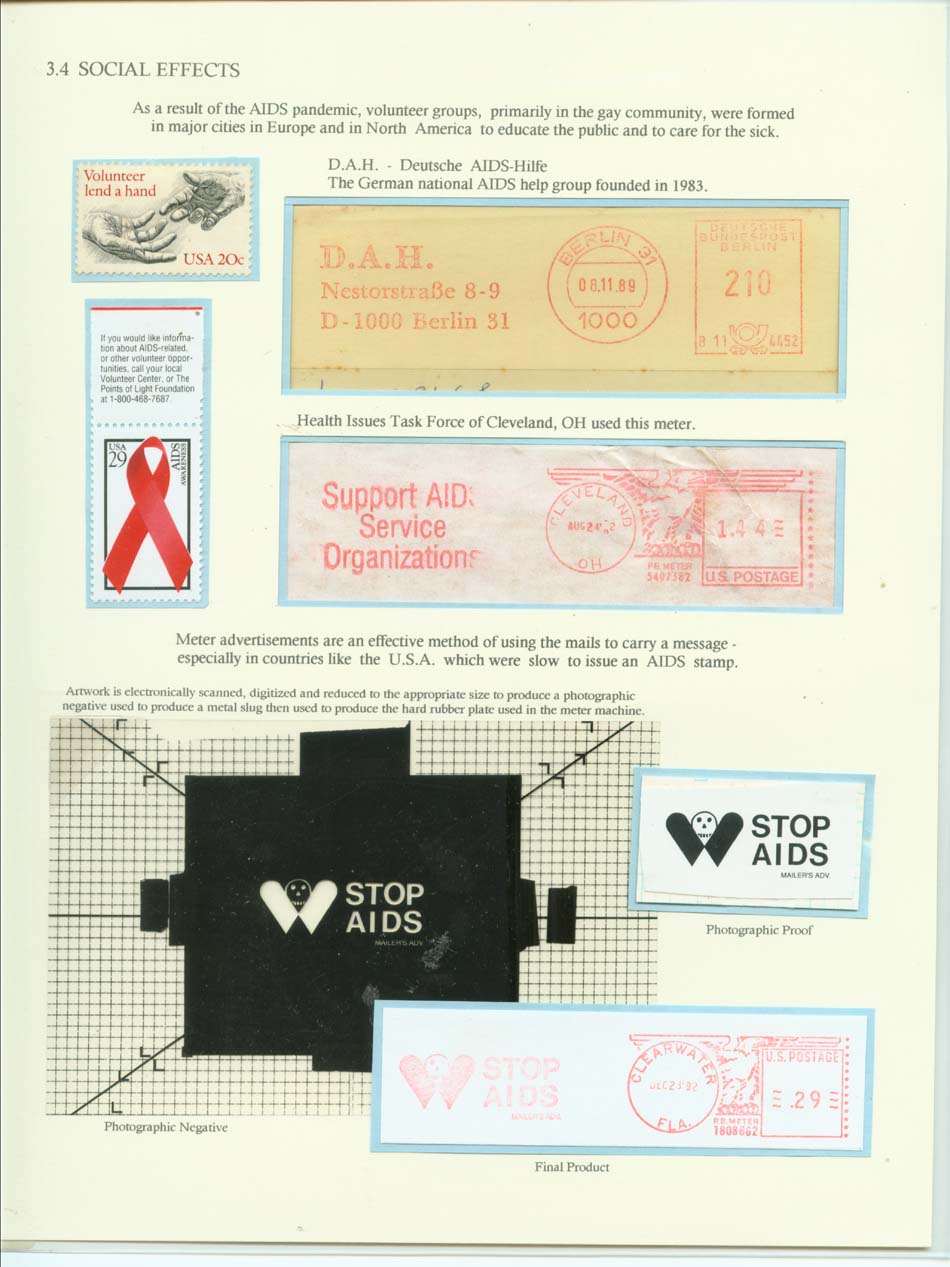 3.4 SOCIAL EFFECTS
As a result of the AIDS pandemic, volunteer groups, primarily in the gay community, were formed
in major cities in Europe and in North America to educate the public and to care for the sick.
Volunteer
lend a hand
USA 20c
D.A.H. - Deutsche AIDS-Hilfe
The German national AIDS help group founded in 1983.
D.A.H.
Nestorstraße 8-9
D-1000 Berlin 31
BERLIN 31
08.11.89
1000
DEUTSCHE
BUNDESPOST
BERLIN
210
B 11 4452
If you would like informa-
tion about AIDS-related,
or other volunteer oppor-
tunities, call your local
Volunteer Center, or The
Points of Light Foundation
at 1-800-468-7687.
USA
29
AIDS
AWARENESS
Health Issues Task Force of Cleveland, OH used this meter.
Support AIDS
Service
Organizations
CLEVELAND
AUG 24
OH
P.B. METER
5407382
1.44
U.S. POSTAGE
Meter advertisements are an effective method of using the mails to carry a message -
especially in countries like the U.S.A. which were slow to issue an AIDS stamp.
Artwork is electronically scanned, digitized and reduced to the appropriate size to produce a photographic
negative used to produce a metal slug then used to produce the hard rubber plate used in the meter machine.
STOP
AIDS
MAILER'S ADV.
STOP
AIDS
MAILER'S ADV.
Photographic Proof
STOP
AIDS
MAILER'S ADV.
CLEARWATER
DEC 23 '92
FLA.
P.B. METER
1808662
U.S. POSTAGE
.29
Photographic Negative
Final Product